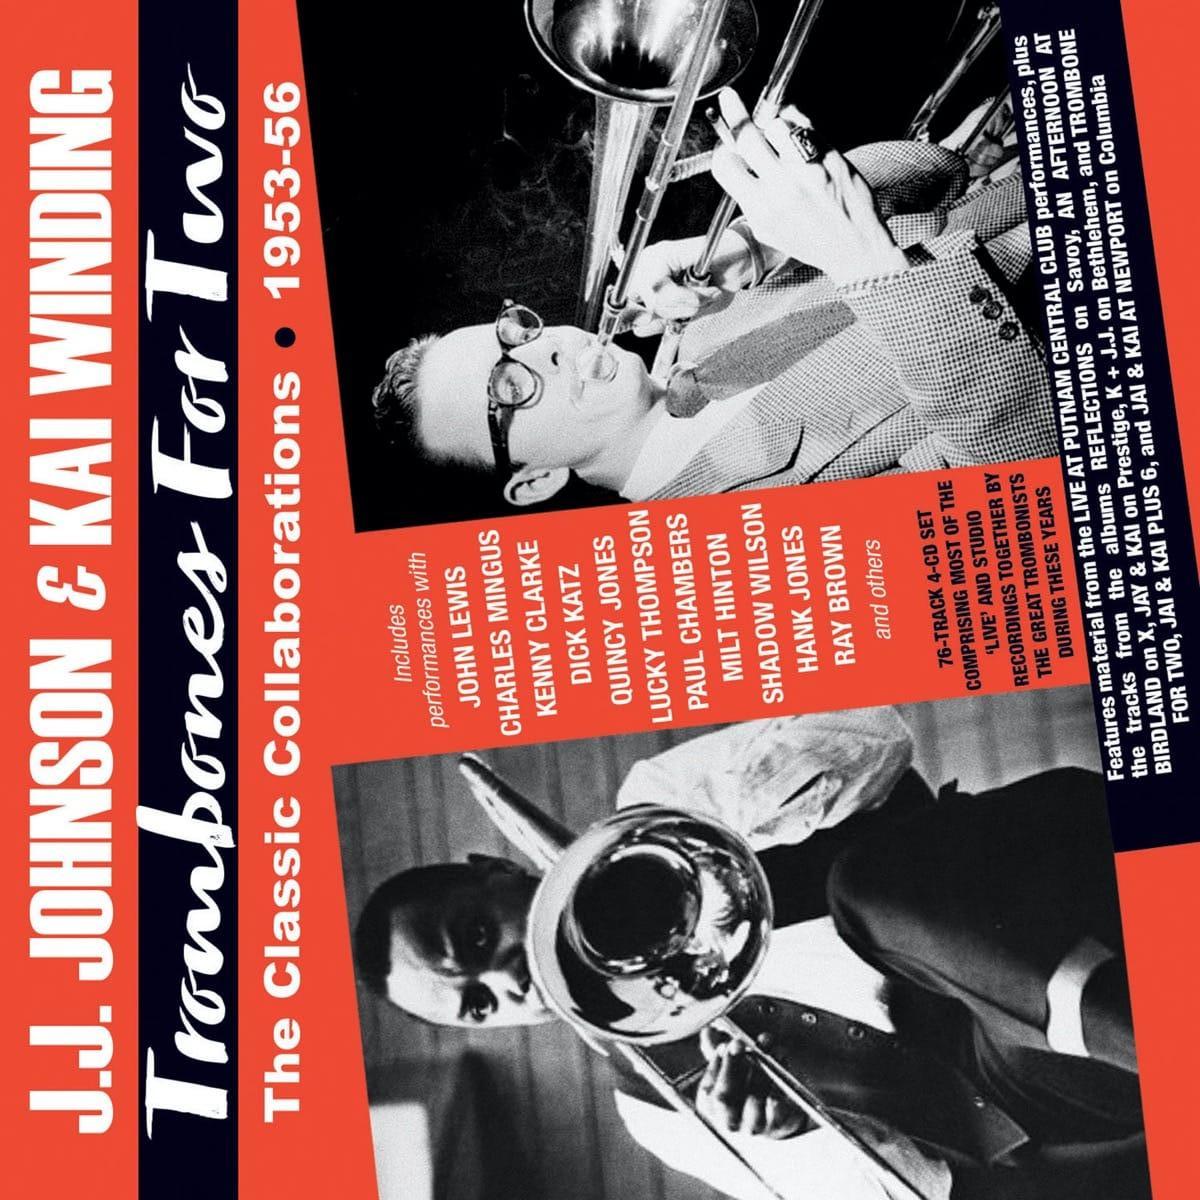 J.J. JOHNSON & KAI WINDING
Trombones For Two
The Classic Collaborations • 1953-56
Includes
performances with
JOHN LEWIS
CHARLES MINGUS
KENNY CLARKE
DICK KATZ
QUINCY JONES
LUCKY THOMPSON
PAUL CHAMBERS
MILT HINTON
SHADOW WILSON
HANK JONES
RAY BROWN
and others
76-TRACK 4-CD SET
COMPRISING MOST OF THE
'LIVE' AND STUDIO
RECORDINGS TOGETHER BY
THE GREAT TROMBONISTS
DURING THESE YEARS
Features material from the LIVE AT PUTNAM CENTRAL CLUB performances, plus
the tracks from the albums REFLECTIONS on Savoy, AN AFTERNOON AT
BIRDLAND on X, JAY & KAI on Prestige, K + J.J. on Bethlehem, and TROMBONE
FOR TWO, JAI & KAI PLUS 6, and JAI & KAI AT NEWPORT on Columbia